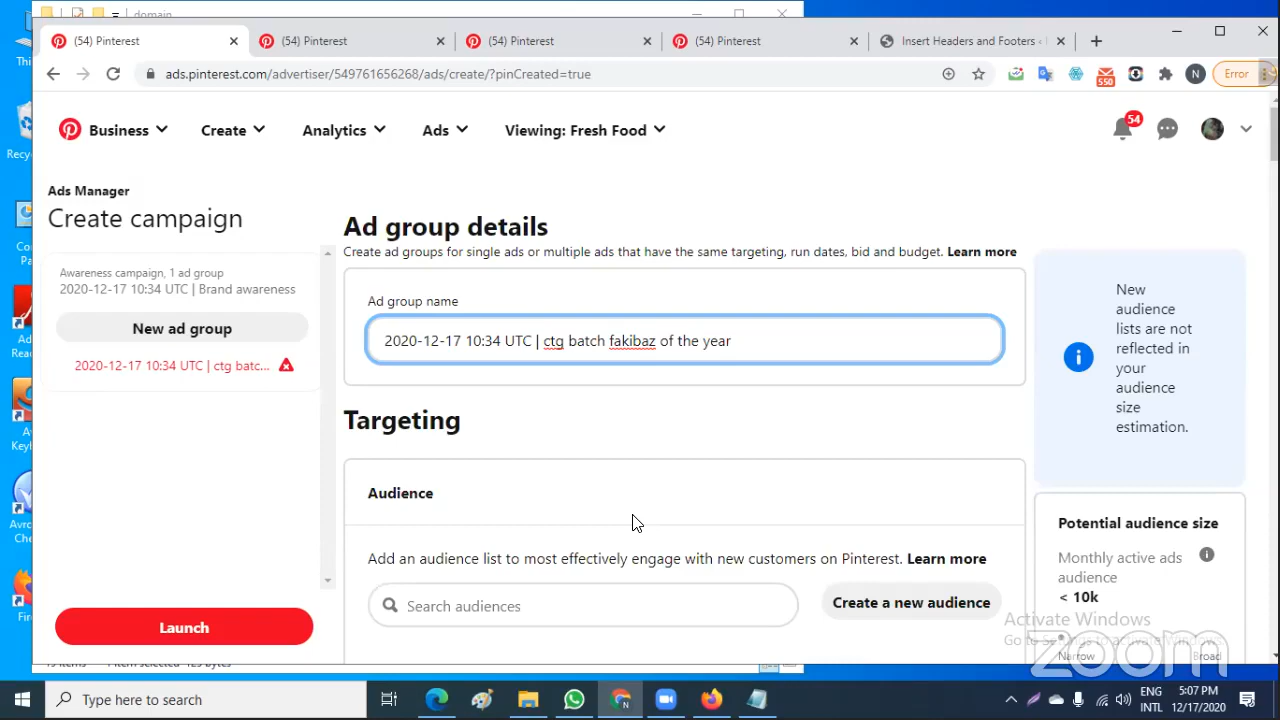 domain
(54) Pinterest
(54) Pinterest
(54) Pinterest
(54) Pinterest
Insert Headers and Footers ‹
ads.pinterest.com/advertiser/549761656268/ads/create/?pinCreated=true
550
N
Error
Business
Create
Analytics
Ads
Viewing: Fresh Food
54
Ads Manager
Create campaign
Awareness campaign, 1 ad group
2020-12-17 10:34 UTC | Brand awareness
New ad group
2020-12-17 10:34 UTC | ctg batc...
Launch
Ad group details
Create ad groups for single ads or multiple ads that have the same targeting, run dates, bid and budget. Learn more
Ad group name
2020-12-17 10:34 UTC | ctg batch fakibaz of the year
Targeting
Audience
Add an audience list to most effectively engage with new customers on Pinterest. Learn more
Search audiences
Create a new audience
New
audience
lists are not
reflected in
your
audience
size
estimation.
Potential audience size
Monthly active ads
audience
< 10k
Narrow
Broad
Activate Windows
Go to Settings to activate Windows.
zoom
Type here to search
ENG
INTL
5:07 PM
12/17/2020